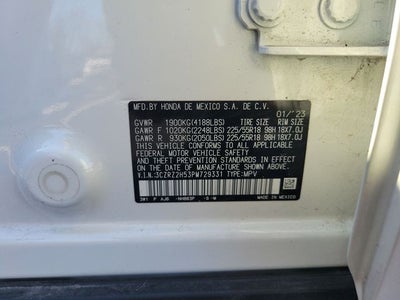 MFD.BY HONDA DE MEXICO S.A. DE C.V.
01/'23
GVWR 1900KG(4188LBS) TIRE SIZE RIM SIZE
GAWR F 1020KG(2248LBS) 225/55R18 98H 18X7.0J
GAWR R 930KG(2050LBS) 225/55R18 98H 18X7.0J
THIS VEHICLE CONFORMS TO ALL APPLICABLE
FEDERAL MOTOR VEHICLE SAFETY
AND THEFT PREVENTION STANDARDS IN EFFECT ON
THE DATE OF MANUFACTURE SHOWN ABOVE.
V.I.N.:3CZRZ2H53PM729331 TYPE:MPV
3W1 P AJB -NH883P -B -M MADE IN MEXICO